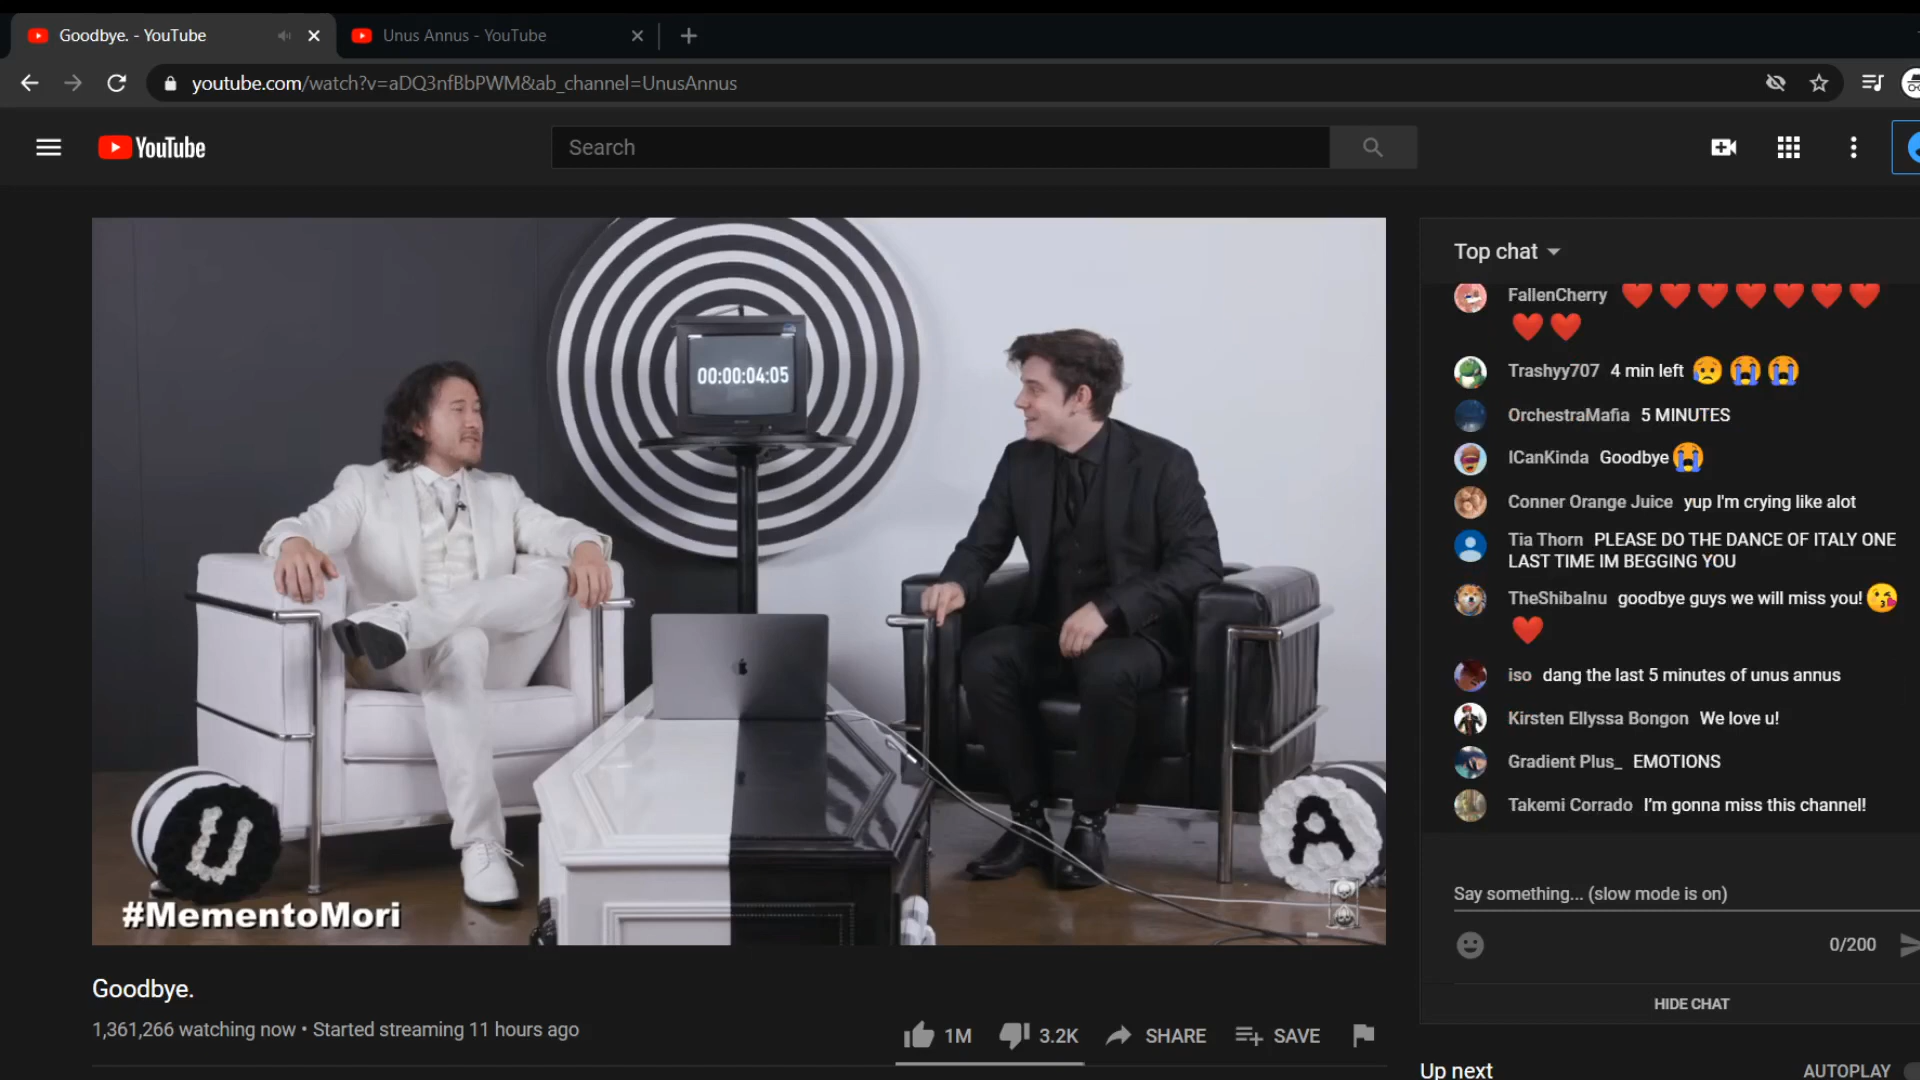 Goodbye. - YouTube
Unus Annus - YouTube
youtube.com/watch?v=aDQ3nfBbPWM&ab_channel=UnusAnnus
YouTube
Search
00:00:04:05
U
A
#MementoMori
Goodbye.
1,361,266 watching now • Started streaming 11 hours ago
1M
3.2K
SHARE
SAVE
Top chat
FallenCherry ❤❤❤❤❤❤❤
❤❤
Trashyy707 4 min left 😥😭😭
OrchestraMafia 5 MINUTES
ICanKinda Goodbye😭
Conner Orange Juice yup I'm crying like alot
Tia Thorn PLEASE DO THE DANCE OF ITALY ONE
LAST TIME IM BEGGING YOU
TheShibaInu goodbye guys we will miss you!😘
❤
iso dang the last 5 minutes of unus annus
Kirsten Ellyssa Bongon We love u!
Gradient Plus_ EMOTIONS
Takemi Corrado I'm gonna miss this channel!
Say something... (slow mode is on)
0/200
HIDE CHAT
Up next
AUTOPLAY